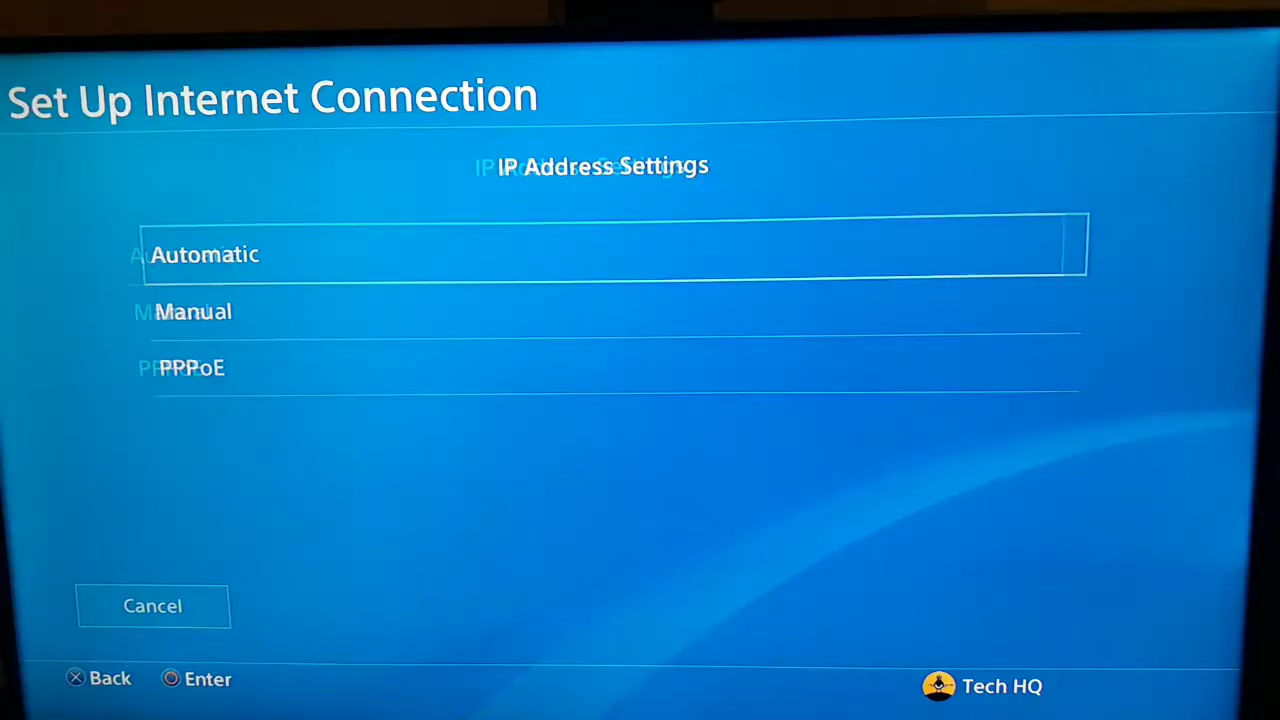 Set Up Internet Connection
IP Address Settings
Automatic
Manual
PPPoE
Cancel
Back Enter
Tech HQ